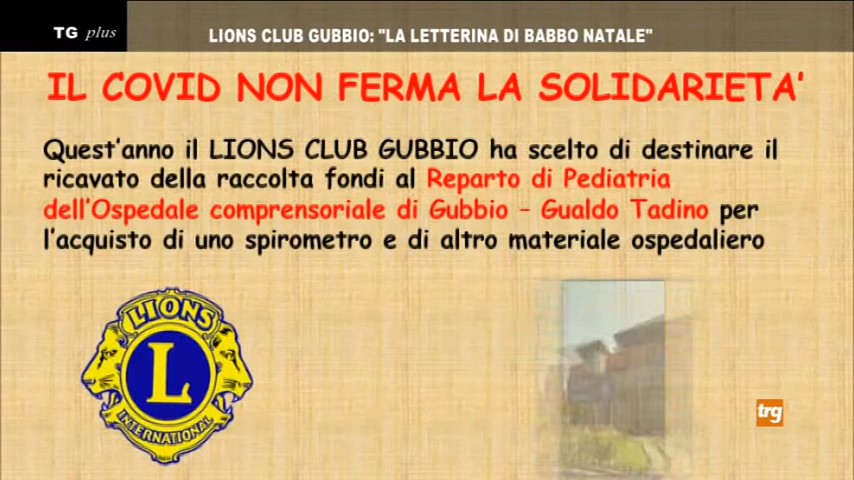 TG plus
LIONS CLUB GUBBIO: "LA LETTERINA DI BABBO NATALE"
IL COVID NON FERMA LA SOLIDARIETA'
Quest'anno il LIONS CLUB GUBBIO ha scelto di destinare il
ricavato della raccolta fondi al Reparto di Pediatria
dell'Ospedale comprensoriale di Gubbio – Gualdo Tadino per
l'acquisto di uno spirometro e di altro materiale ospedaliero
LIONS
L
INTERNATIONAL
trg